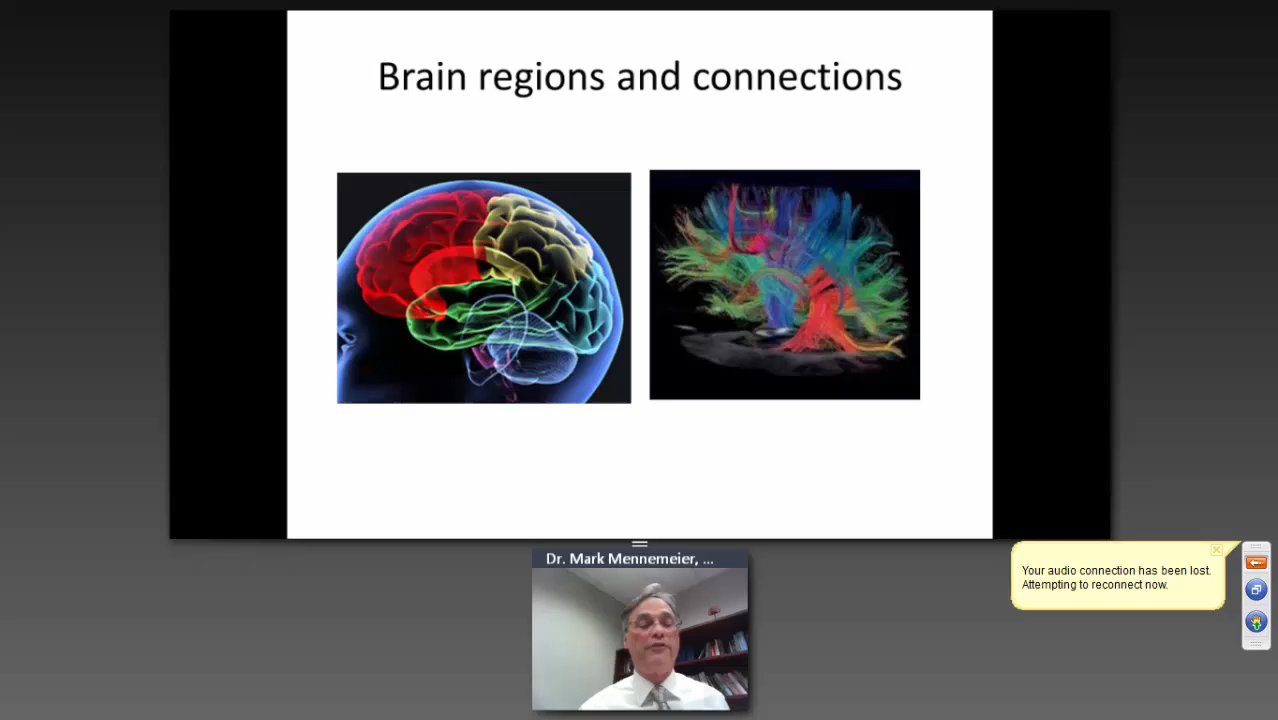 Brain regions and connections
Dr. Mark Mennemeier, ...
Your audio connection has been lost.
Attempting to reconnect now.